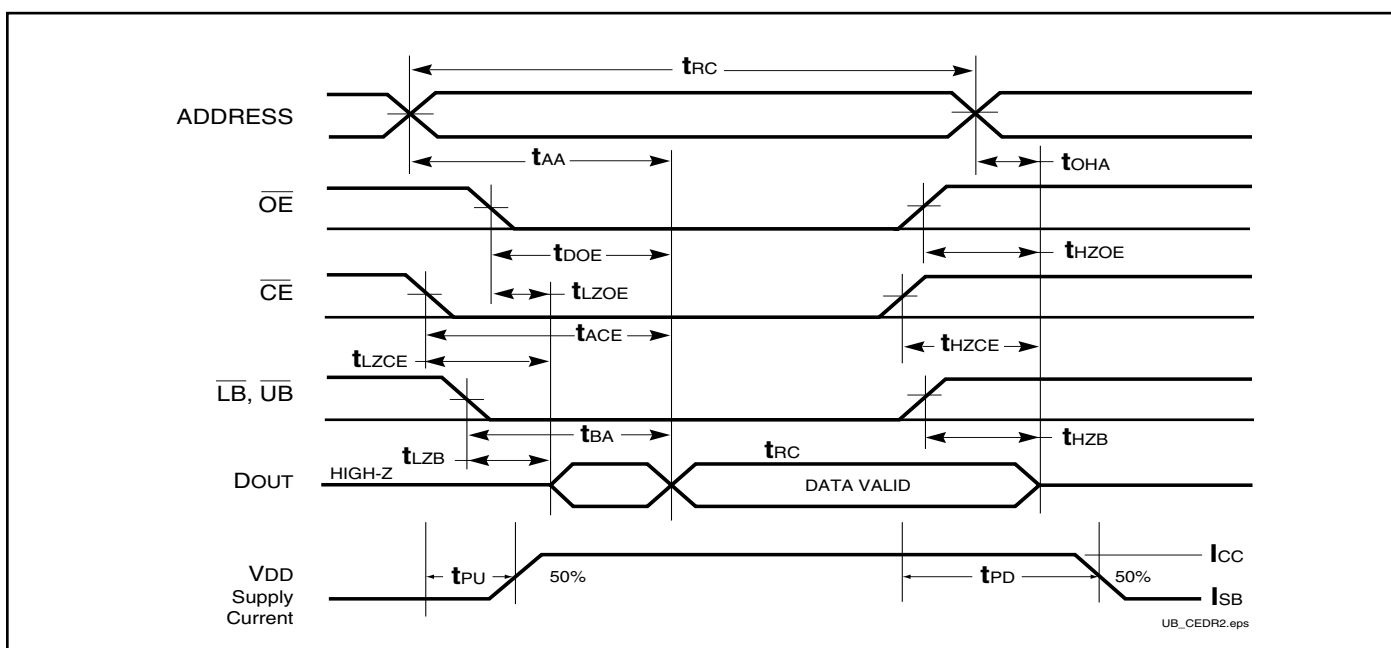 tRC
ADDRESS
tAA
tOHA
OE
tDOE
tHZOE
CE
tLZOE
tACE
tHZCE
tLZCE
LB, UB
tBA
tHZB
tLZB
tRC
DOUT
HIGH-Z
DATA VALID
ICC
VDD
Supply
Current
tPU
50%
tPD
50%
ISB
UB_CEDR2.eps